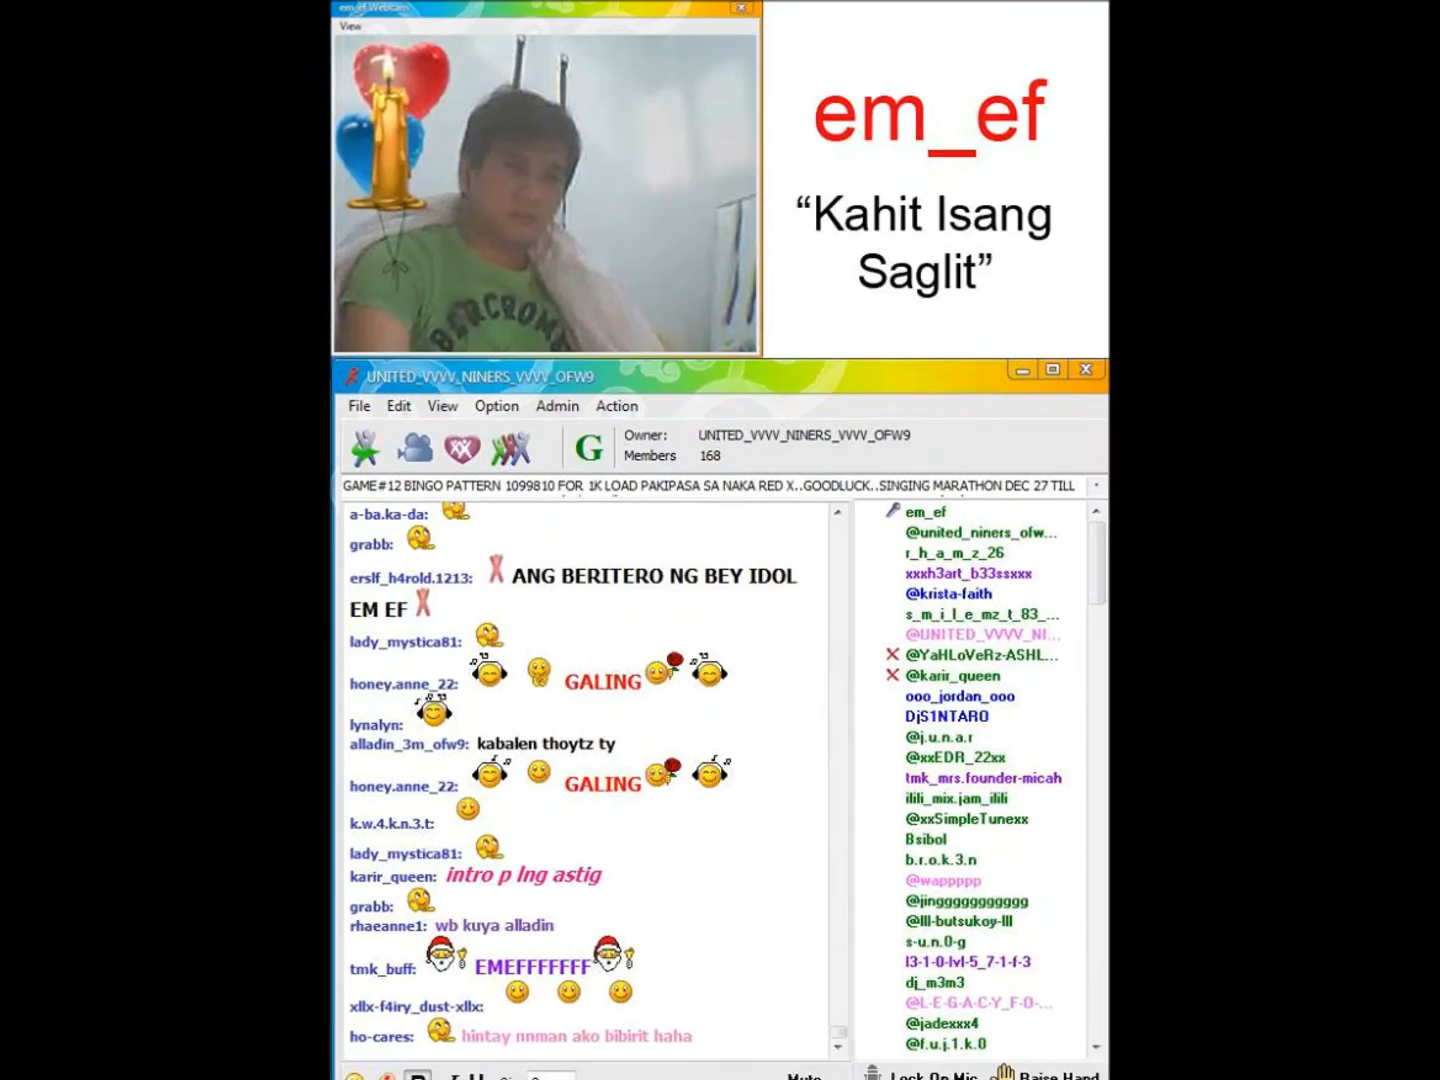 em_ef Webcam
View
em_ef
“Kahit Isang
Saglit”
BERCROM
UNITED_VVVV_NINERS_VVVV_OFW9
File Edit View Option Admin Action
G Owner: UNITED_VVVV_NINERS_VVVV_OFW9
Members 168
GAME#12 BINGO PATTERN 1099810 FOR 1K LOAD PAKIPASA SA NAKA RED X..GOODLUCK..SINGING MARATHON DEC 27 TILL
a-ba.ka-da:
grabb:
erslf_h4rold.1213: ANG BERITERO NG BEY IDOL
EM EF
lady_mystica81:
honey.anne_22: GALING
lynalyn:
alladin_3m_ofw9: kabalen thoytz ty
honey.anne_22: GALING
k.w.4.k.n.3.t:
lady_mystica81:
karir_queen: intro p lng astig
grabb:
rhaeanne1: wb kuya alladin
tmk_buff: EMEFFFFFFF
xllx-f4iry_dust-xllx:
ho-cares: hintay nnman ako bibirit haha
em_ef
@united_niners_ofw...
r_h_a_m_z_26
xxxh3art_b33ssxxx
@krista-faith
s_m_i_l_e_mz_t_83_...
@UNITED_VVVV_NI...
@YaHLoVeRz-ASHL...
@karir_queen
ooo_jordan_ooo
DjS1NTARO
@j.u.n.a.r
@xxEDR_22xx
tmk_mrs.founder-micah
ilili_mix.jam_ilili
@xxSimpleTunexx
Bsibol
b.r.o.k.3.n
@wappppp
@jinggggggggggg
@lll-butsukoy-lll
s-u.n.0-g
l3-1-0-lvl-5_7-1-f-3
dj_m3m3
@L-E-G-A-C-Y_F-O-...
@jadexxx4
@f.u.j.1.k.0
Mute Lock On Mic Raise Hand